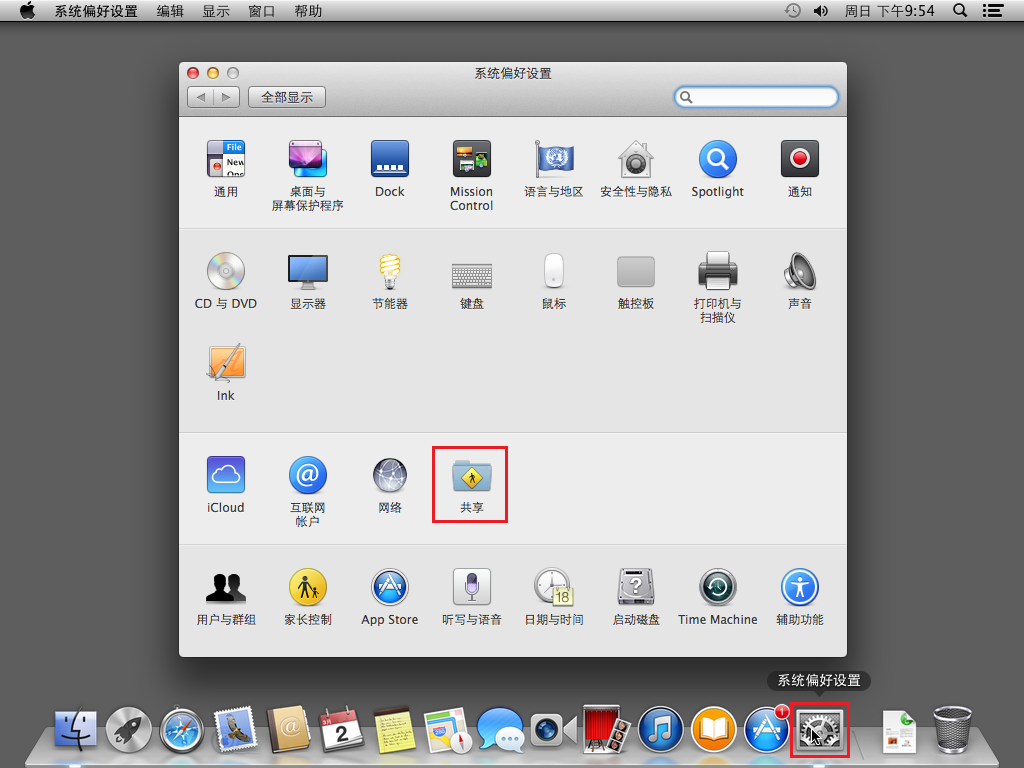 系统偏好设置 编辑 显示 窗口 帮助 周日 下午9:54
系统偏好设置
全部显示
File
New
通用
桌面与
屏幕保护程序
Dock
Mission
Control
语言与地区
安全性与隐私
Spotlight
通知
CD 与 DVD
显示器
节能器
键盘
鼠标
触控板
打印机与
扫描仪
声音
Ink
iCloud
互联网
帐户
网络
共享
18
用户与群组
家长控制
App Store
听写与语音
日期与时间
启动磁盘
Time Machine
辅助功能
系统偏好设置
3月
2
280
1